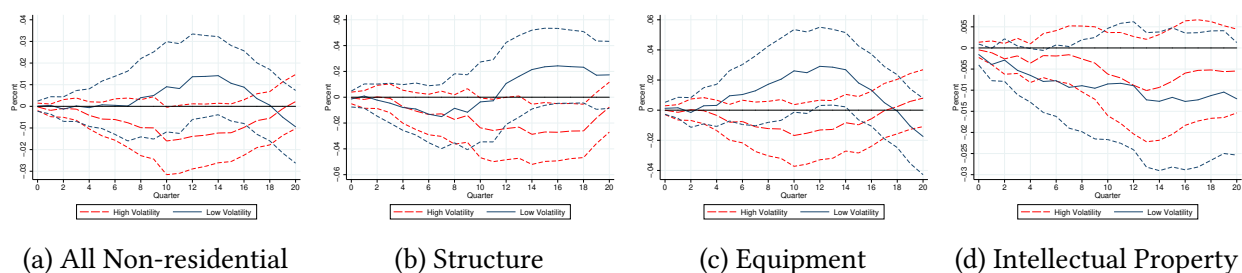 Percent
.04
.03
.02
.01
0
-.01
-.02
-.03
0 2 4 6 8 10 12 14 16 18 20
Quarter
High Volatility Low Volatility
(a) All Non-residential
Percent
.06
.04
.02
0
-.02
-.04
-.06
0 2 4 6 8 10 12 14 16 18 20
Quarter
High Volatility Low Volatility
(b) Structure
Percent
.06
.04
.02
0
-.02
-.04
0 2 4 6 8 10 12 14 16 18 20
Quarter
High Volatility Low Volatility
(c) Equipment
Percent
.005
0
-.005
-.01
-.015
-.02
-.025
-.03
0 2 4 6 8 10 12 14 16 18 20
Quarter
High Volatility Low Volatility
(d) Intellectual Property